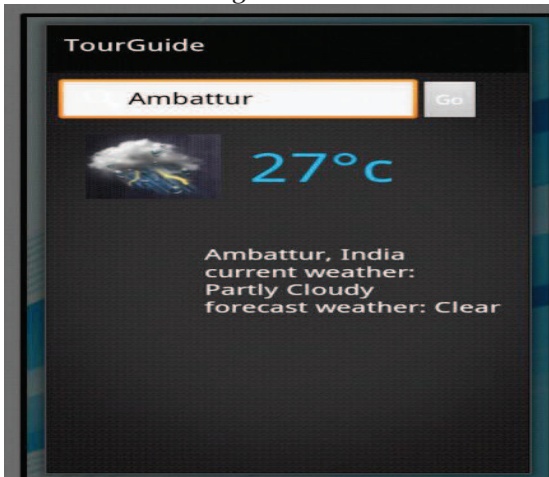 TourGuide
Ambattur
Go
27°c
Ambattur, India
current weather:
Partly Cloudy
forecast weather: Clear